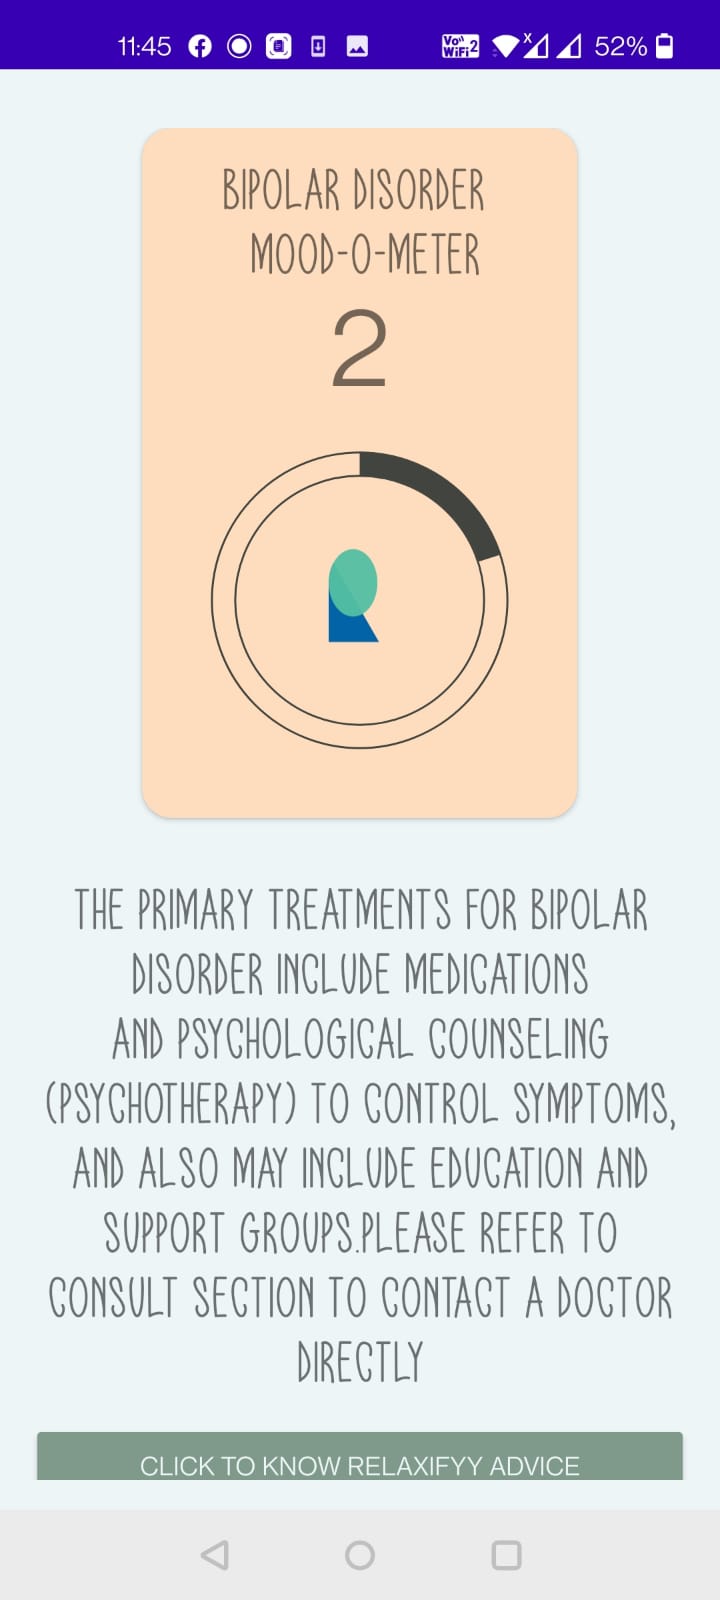 11:45
Vo)) WiFi 2
x
52%
BIPOLAR DISORDER
MOOD-O-METER
2
THE PRIMARY TREATMENTS FOR BIPOLAR
DISORDER INCLUDE MEDICATIONS
AND PSYCHOLOGICAL COUNSELING
(PSYCHOTHERAPY) TO CONTROL SYMPTOMS,
AND ALSO MAY INCLUDE EDUCATION AND
SUPPORT GROUPS.PLEASE REFER TO
CONSULT SECTION TO CONTACT A DOCTOR
DIRECTLY
CLICK TO KNOW RELAXIFYY ADVICE